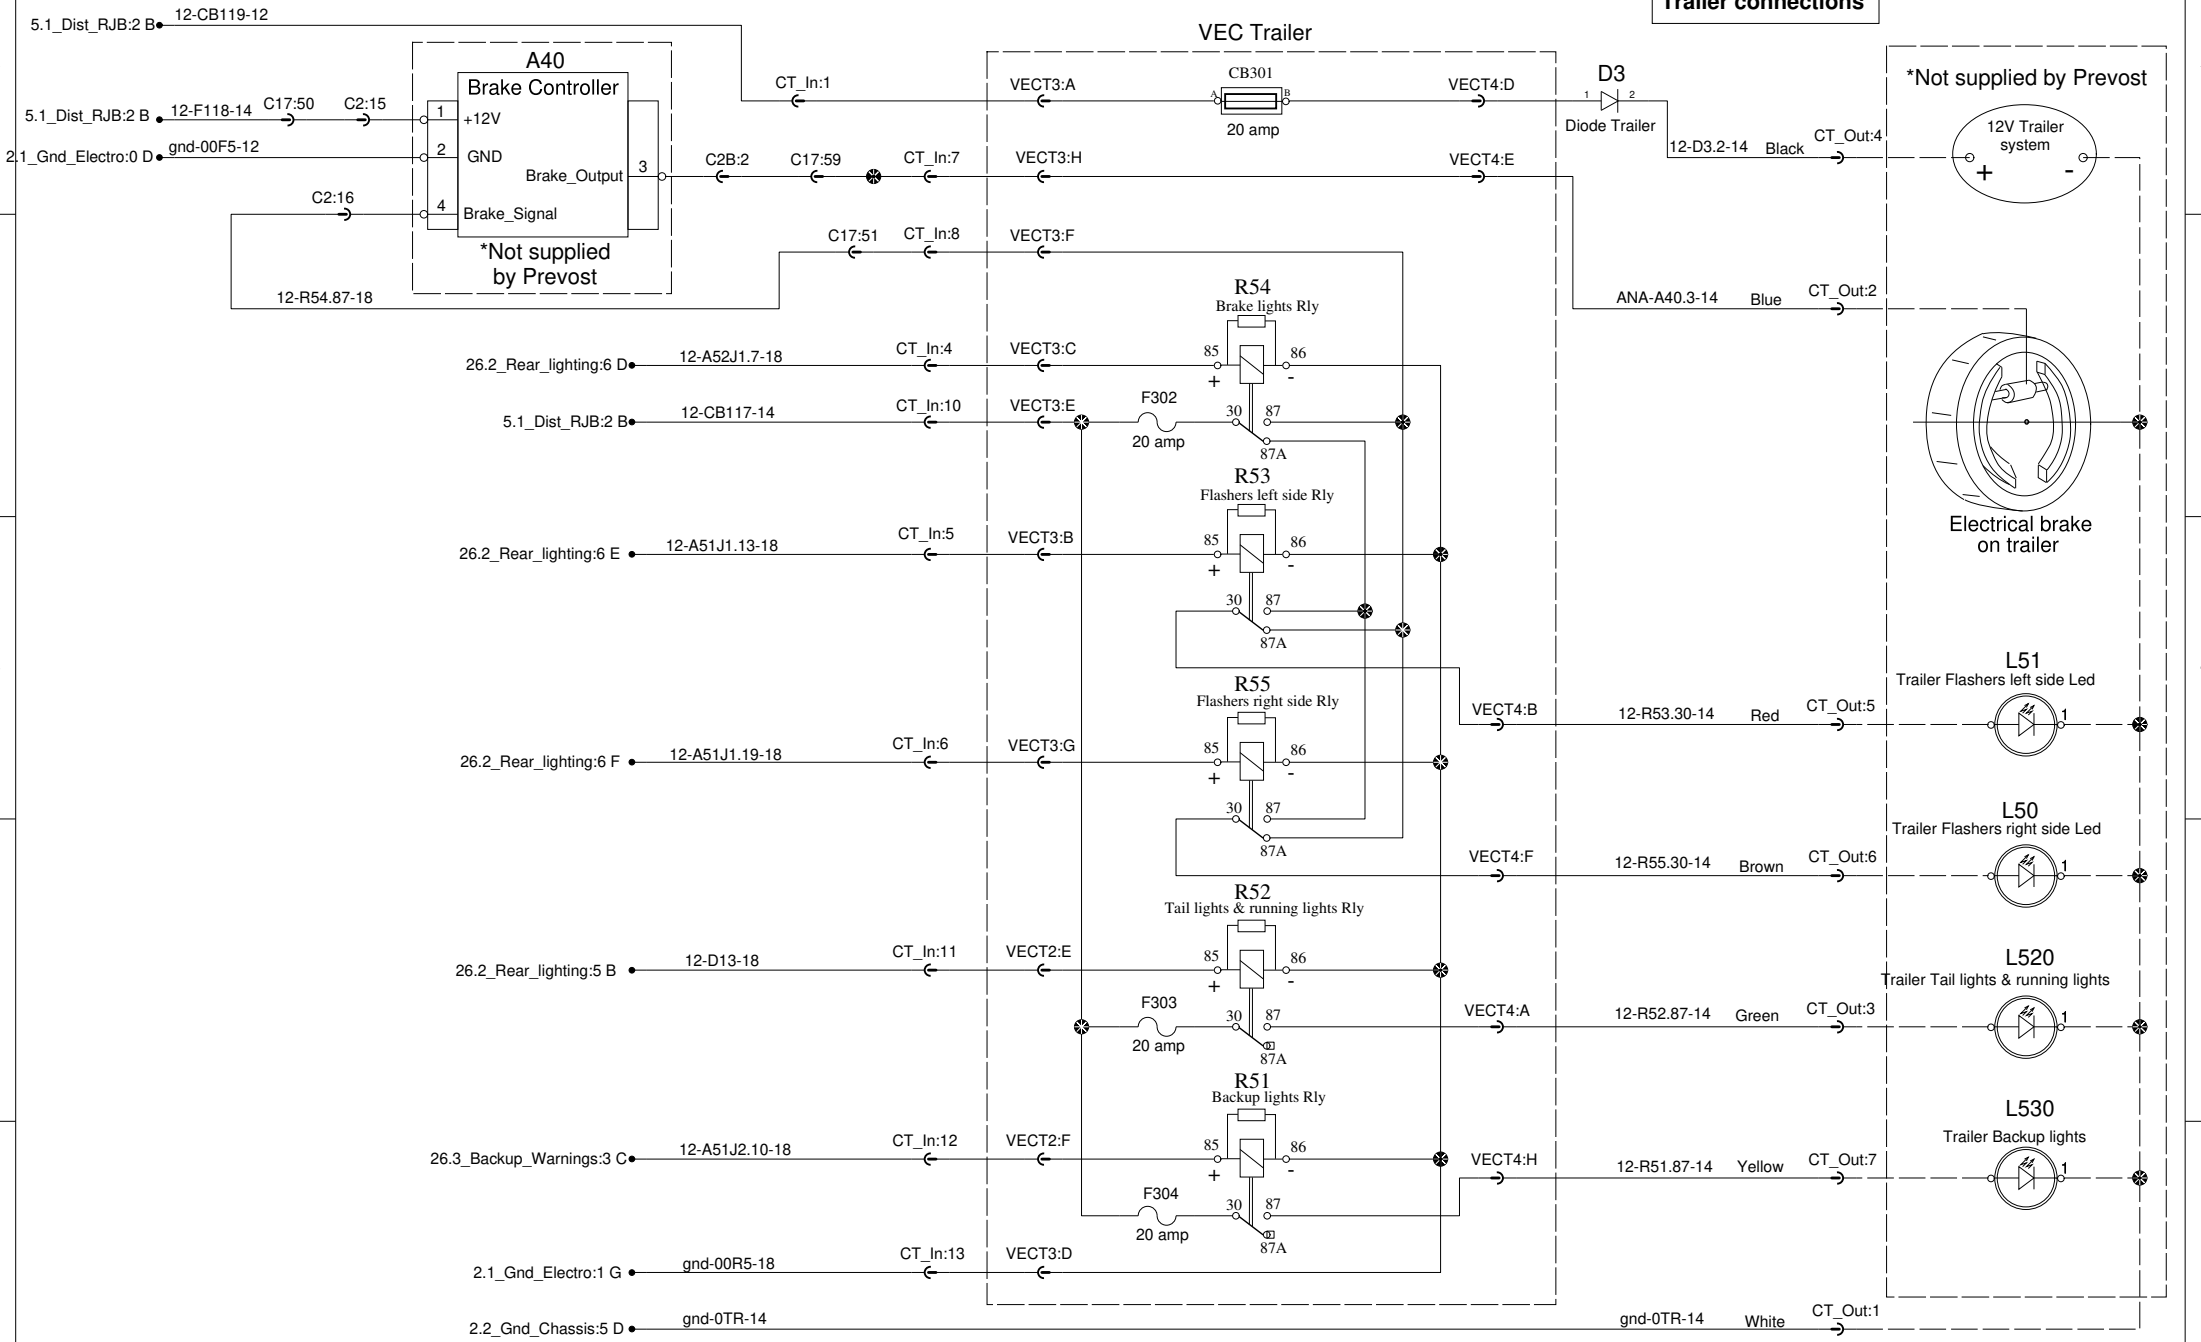 Trailer connections
5.1_Dist_RJB:2 B 12-CB119-12
VEC Trailer
A40
Brake Controller
5.1_Dist_RJB:2 B 12-F118-14 C17:50 C2:15 1 +12V
2.1_Gnd_Electro:0 D gnd-00F5-12 2 GND
Brake_Output 3 C2B:2 C17:59 CT_In:7 VECT3:H VECT4:E
C2:16 4 Brake_Signal
*Not supplied
by Prevost
12-R54.87-18
CT_In:1 VECT3:A A CB301 B VECT4:D
20 amp
D3
1 2
Diode Trailer
12-D3.2-14 Black CT_Out:4
*Not supplied by Prevost
12V Trailer
system
+ -
C17:51 CT_In:8 VECT3:F
ANA-A40.3-14 Blue CT_Out:2
Electrical brake
on trailer
R54
Brake lights Rly
26.2_Rear_lighting:6 D 12-A52J1.7-18 CT_In:4 VECT3:C 85 86
+ -
5.1_Dist_RJB:2 B 12-CB117-14 CT_In:10 VECT3:E F302 30 87
20 amp
87A
R53
Flashers left side Rly
26.2_Rear_lighting:6 E 12-A51J1.13-18 CT_In:5 VECT3:B 85 86
+ -
30 87
87A
L51
Trailer Flashers left side Led
VECT4:B 12-R53.30-14 Red CT_Out:5 1
R55
Flashers right side Rly
26.2_Rear_lighting:6 F 12-A51J1.19-18 CT_In:6 VECT3:G 85 86
+ -
30 87
87A
L50
Trailer Flashers right side Led
VECT4:F 12-R55.30-14 Brown CT_Out:6 1
R52
Tail lights & running lights Rly
26.2_Rear_lighting:5 B 12-D13-18 CT_In:11 VECT2:E 85 86
+ -
L520
Trailer Tail lights & running lights
F303 30 87 VECT4:A 12-R52.87-14 Green CT_Out:3 1
20 amp
87A
R51
Backup lights Rly
26.3_Backup_Warnings:3 C 12-A51J2.10-18 CT_In:12 VECT2:F 85 86
+ -
L530
Trailer Backup lights
VECT4:H 12-R51.87-14 Yellow CT_Out:7 1
F304 30 87
20 amp
87A
2.1_Gnd_Electro:1 G gnd-00R5-18 CT_In:13 VECT3:D
2.2_Gnd_Chassis:5 D gnd-0TR-14 gnd-0TR-14 White CT_Out:1